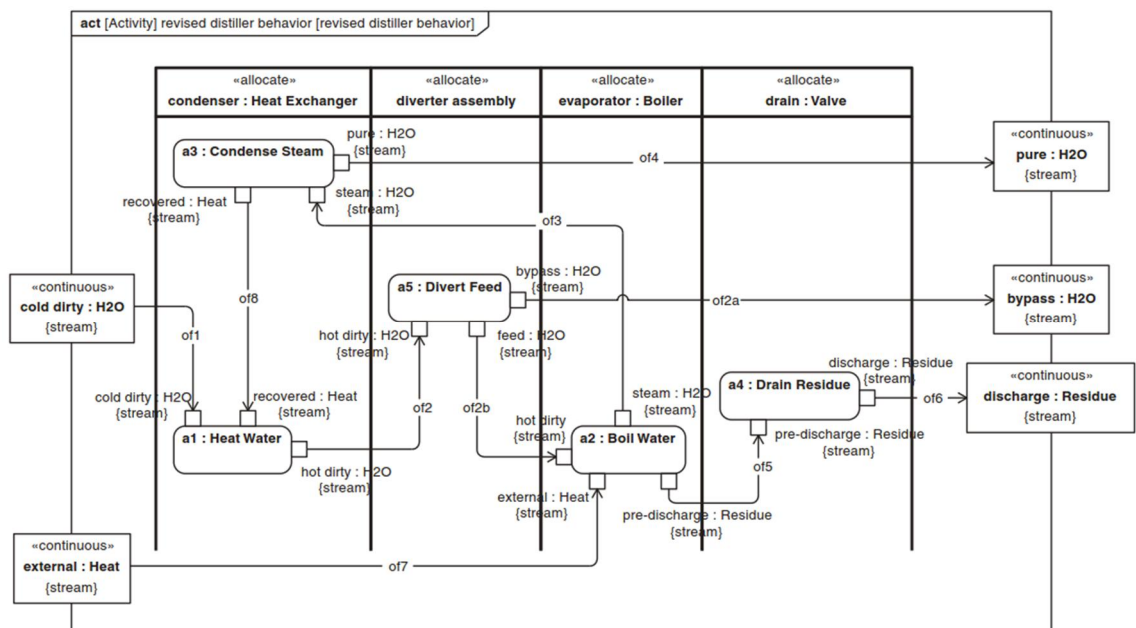 act [Activity] revised distiller behavior [revised distiller behavior]
«allocate»
condenser : Heat Exchanger
«allocate»
diverter assembly
«allocate»
evaporator : Boiler
«allocate»
drain : Valve
a3 : Condense Steam
pure : H2O
{stream}
of4
«continuous»
pure : H2O
{stream}
recovered : Heat
{stream}
steam : H2O
{stream}
of3
«continuous»
cold dirty : H2O
{stream}
of1
of8
a5 : Divert Feed
bypass : H2O
{stream}
of2a
«continuous»
bypass : H2O
{stream}
hot dirty : H2O
{stream}
feed : H2O
{stream}
cold dirty : H2O
{stream}
recovered : Heat
{stream}
of2
of2b
a1 : Heat Water
hot dirty : H2O
{stream}
steam : H2O
{stream}
hot dirty
{stream}
a2 : Boil Water
a4 : Drain Residue
discharge : Residue
{stream}
of6
«continuous»
discharge : Residue
{stream}
pre-discharge : Residue
{stream}
of5
external : Heat
{stream}
pre-discharge : Residue
{stream}
«continuous»
external : Heat
{stream}
of7